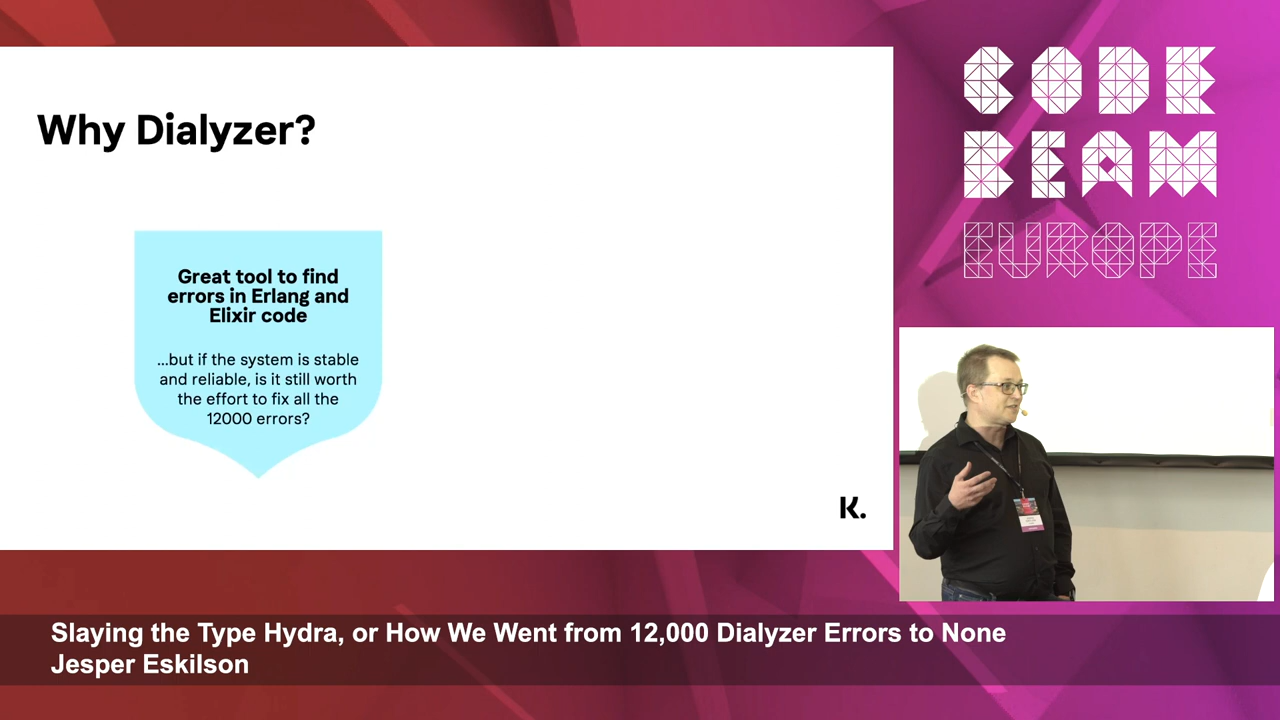 Why Dialyzer?
Great tool to find
errors in Erlang and
Elixir code
...but if the system is stable
and reliable, is it still worth
the effort to fix all the
12000 errors?
K.
CODE
BEAM
EUROPE
Slaying the Type Hydra, or How We Went from 12,000 Dialyzer Errors to None
Jesper Eskilson